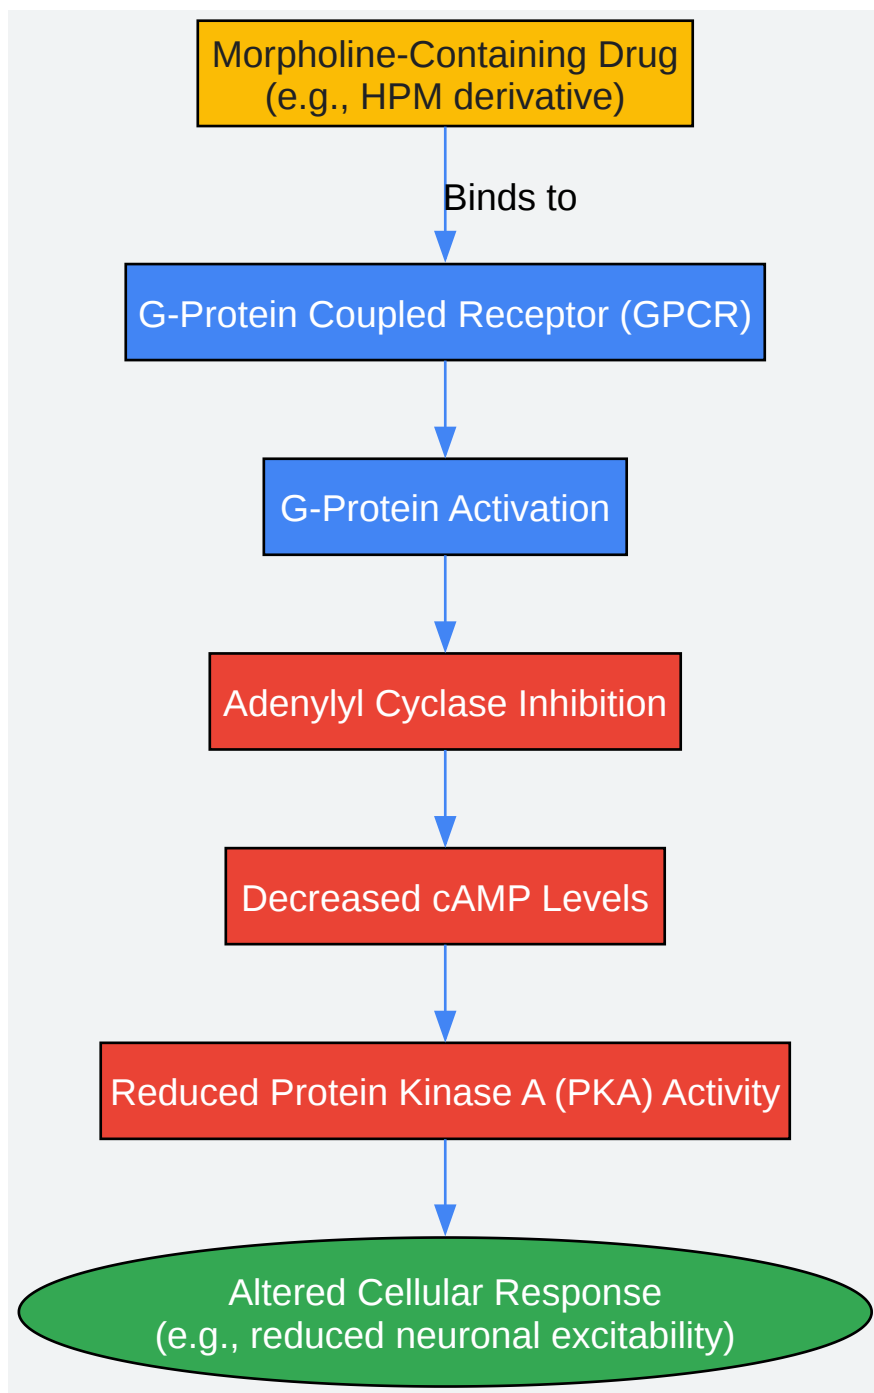 Morpholine-Containing Drug
(e.g., HPM derivative)
Binds to
G-Protein Coupled Receptor (GPCR)
G-Protein Activation
Adenylyl Cyclase Inhibition
Decreased cAMP Levels
Reduced Protein Kinase A (PKA) Activity
Altered Cellular Response
(e.g., reduced neuronal excitability)